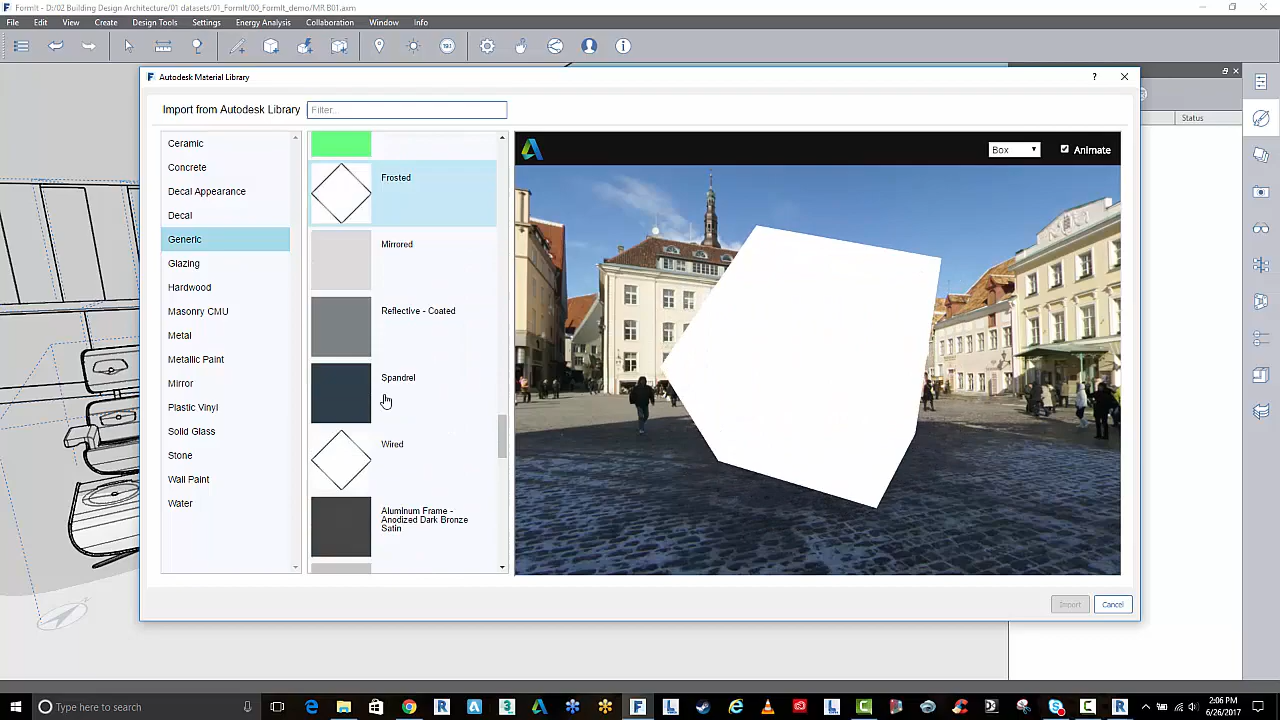 FormIt - D:/02 Building Design Architecture/01 datasets/01_FormIt/00_FormIt_demo/MR B01.axm
File Edit View Create Design Tools Settings Energy Analysis Collaboration Window Info
Autodesk Material Library
Import from Autodesk Library
Filter...
Ceramic
Concrete
Decal Appearance
Decal
Generic
Glazing
Hardwood
Masonry CMU
Metal
Metallic Paint
Mirror
Plastic Vinyl
Solid Glass
Stone
Wall Paint
Water
Frosted
Mirrored
Reflective - Coated
Spandrel
Wired
Aluminum Frame -
Anodized Dark Bronze
Satin
Box
Animate
Status
Import
Cancel
Type here to search
2:06 PM
6/26/2017